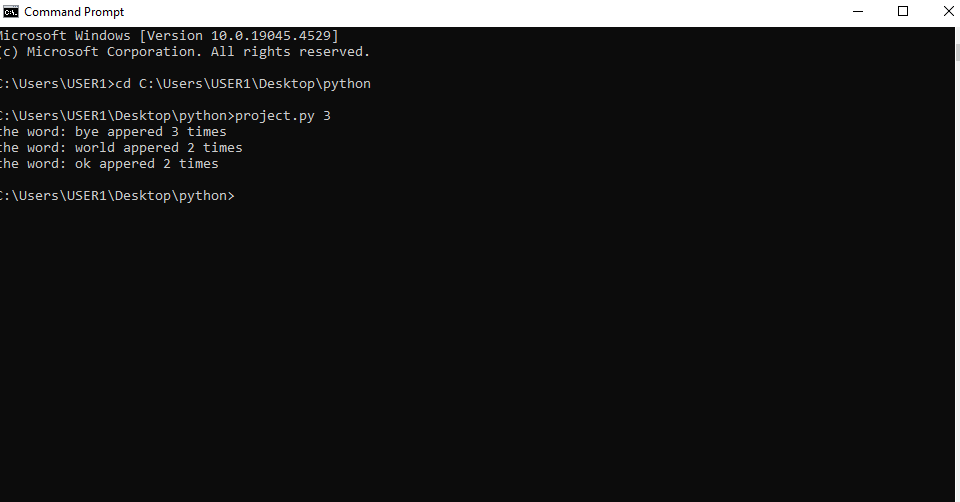 Command Prompt
Microsoft Windows [Version 10.0.19045.4529]
(c) Microsoft Corporation. All rights reserved.
C:\Users\USER1>cd C:\Users\USER1\Desktop\python
C:\Users\USER1\Desktop\python>project.py 3
the word: bye appered 3 times
the word: world appered 2 times
the word: ok appered 2 times
C:\Users\USER1\Desktop\python>